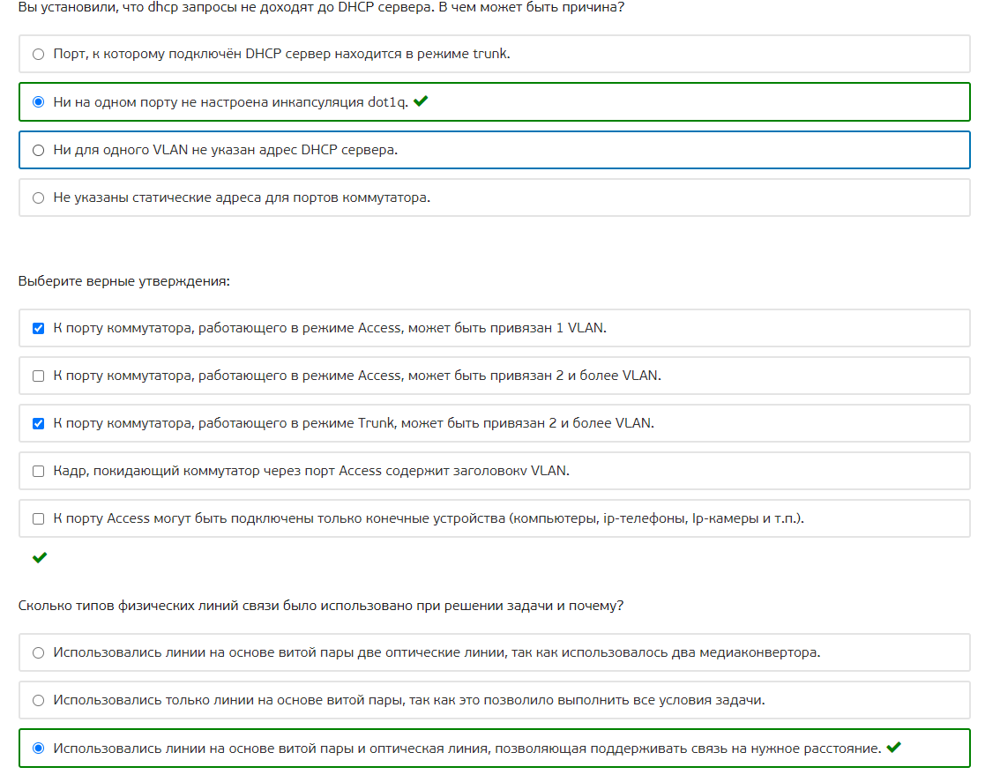 Вы установили, что dhcp запросы не доходят до DHCP сервера. В чем может быть причина?
Порт, к которому подключён DHCP сервер находится в режиме trunk.
Ни на одном порту не настроена инкапсуляция dot1q.
Ни для одного VLAN не указан адрес DHCP сервера.
Не указаны статические адреса для портов коммутатора.
Выберите верные утверждения:
К порту коммутатора, работающего в режиме Access, может быть привязан 1 VLAN.
К порту коммутатора, работающего в режиме Access, может быть привязан 2 и более VLAN.
К порту коммутатора, работающего в режиме Trunk, может быть привязан 2 и более VLAN.
Кадр, покидающий коммутатор через порт Access содержит заголовокv VLAN.
К порту Access могут быть подключены только конечные устройства (компьютеры, ip-телефоны, Ip-камеры и т.п.).
Сколько типов физических линий связи было использовано при решении задачи и почему?
Использовались линии на основе витой пары две оптические линии, так как использовалось два медиаконвертора.
Использовались только линии на основе витой пары, так как это позволило выполнить все условия задачи.
Использовались линии на основе витой пары и оптическая линия, позволяющая поддерживать связь на нужное расстояние.